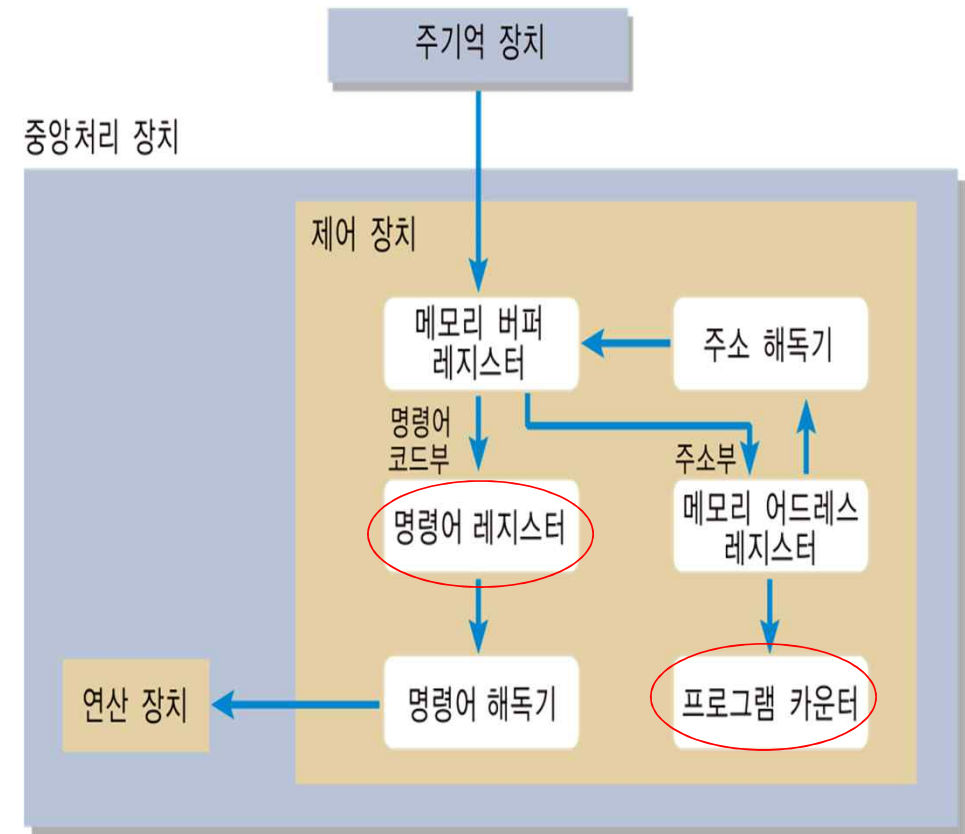 주기억 장치
중앙처리 장치
제어 장치
메모리 버퍼
레지스터
주소 해독기
명령어
코드부
주소부
명령어 레지스터
메모리 어드레스
레지스터
연산 장치
명령어 해독기
프로그램 카운터